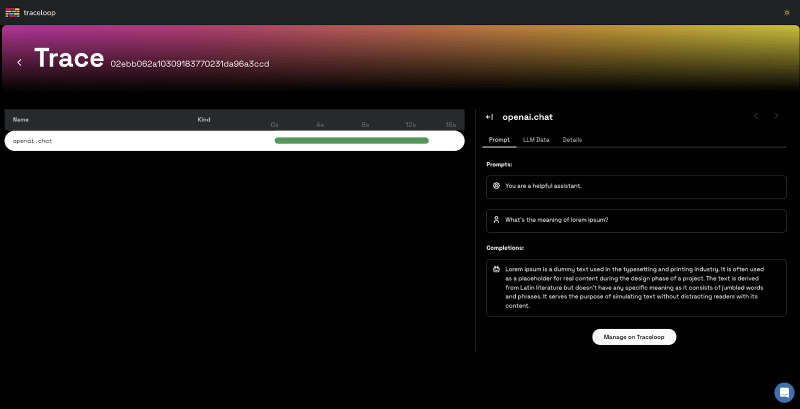 traceloop
Trace 02ebb062a10309183770231da96a3ccd
Name Kind 0s 4s 8s 12s 16s
openai.chat
openai.chat
Prompt LLM Data Details
Prompts:
You are a helpful assistant.
What's the meaning of lorem ipsum?
Completions:
Lorem ipsum is a dummy text used in the typesetting and printing industry. It is often used
as a placeholder for real content during the design phase of a project. The text is derived
from Latin literature but doesn't have any specific meaning as it consists of jumbled words
and phrases. It serves the purpose of simulating text without distracting readers with its
content.
Manage on Traceloop